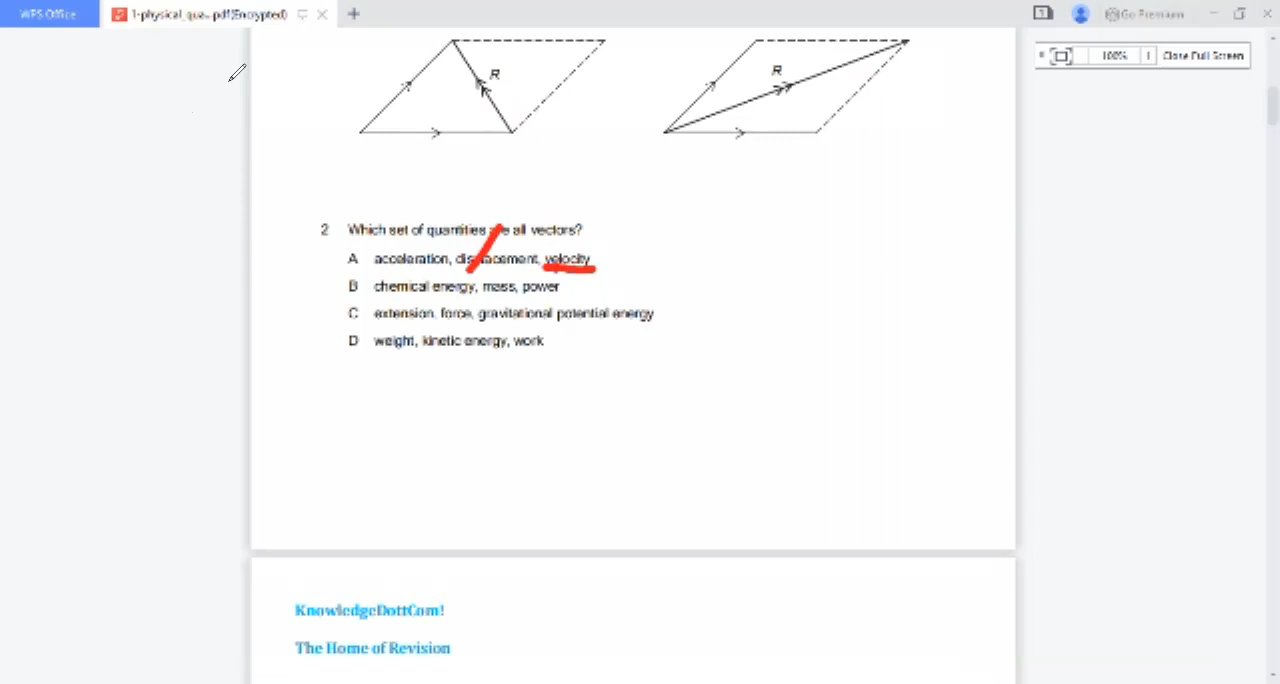 WPS Office
1-physical_qua...pdf(Encrypted)
1
Go Premium
100%
Close Full Screen
R
R
2 Which set of quantities are all vectors?
A acceleration, displacement, velocity
B chemical energy, mass, power
C extension, force, gravitational potential energy
D weight, kinetic energy, work
KnowledgeDottCom!
The Home of Revision